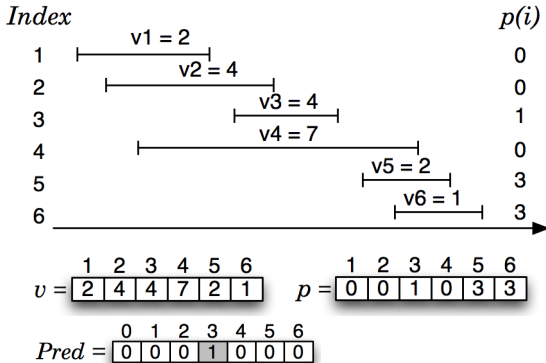 Index p(i)
1 v1 = 2 0
2 v2 = 4 0
3 v3 = 4 1
4 v4 = 7 0
5 v5 = 2 3
6 v6 = 1 3
1 2 3 4 5 6 1 2 3 4 5 6
v = 2 4 4 7 2 1 p = 0 0 1 0 3 3
0 1 2 3 4 5 6
Pred = 0 0 0 1 0 0 0